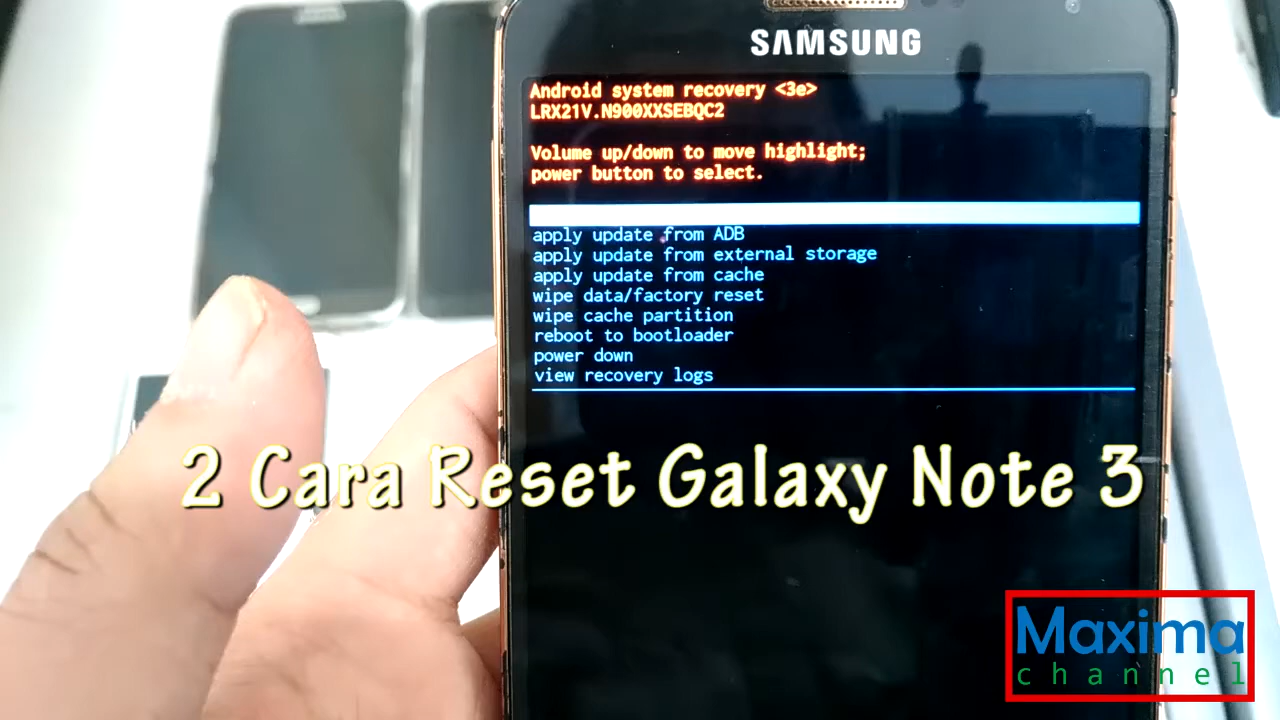 SAMSUNG
Android system recovery <3e>
LRX21V.N900XXSEBQC2
Volume up/down to move highlight;
power button to select.
apply update from ADB
apply update from external storage
apply update from cache
wipe data/factory reset
wipe cache partition
reboot to bootloader
power down
view recovery logs
2 Cara Reset Galaxy Note 3
Maxima
channel